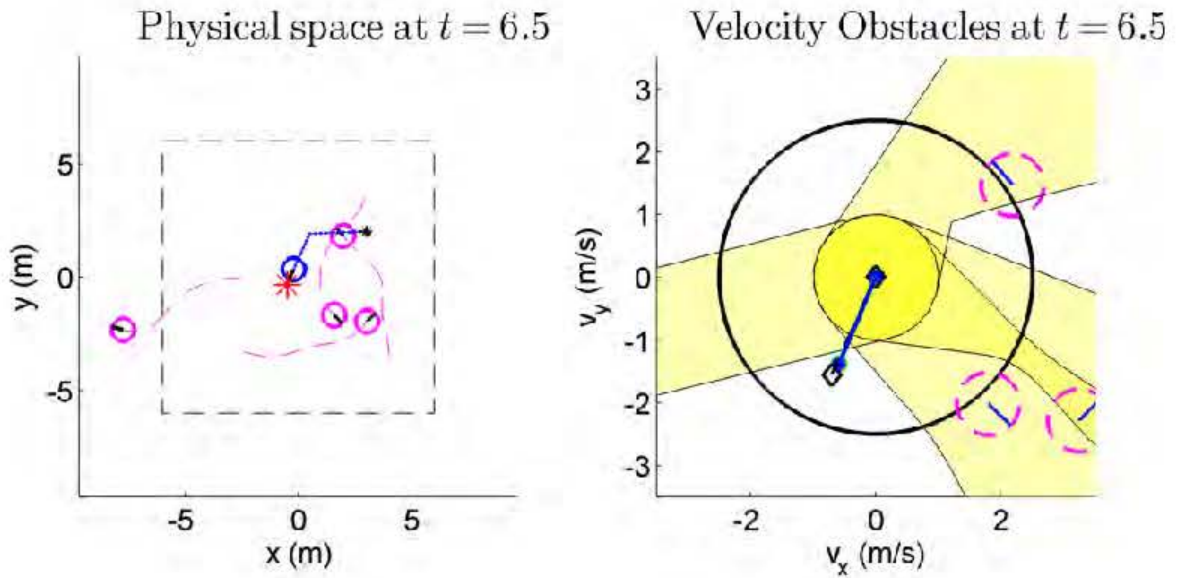 Physical space at t = 6.5
5
0
-5
y (m)
-5
0
5
x (m)
Velocity Obstacles at t = 6.5
3
2
1
0
-1
-2
-3
v_y (m/s)
-2
0
2
v_x (m/s)